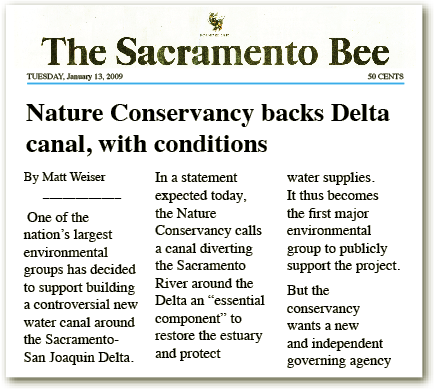 The Sacramento Bee
TUESDAY, January 13, 2009 50 CENTS
Nature Conservancy backs Delta
canal, with conditions
By Matt Weiser
One of the
nation’s largest
environmental
groups has decided
to support building
a controversial new
water canal around
the Sacramento-
San Joaquin Delta.
In a statement
expected today,
the Nature
Conservancy calls
a canal diverting
the Sacramento
River around the
Delta an “essential
component” to
restore the estuary
and protect
water supplies.
It thus becomes
the first major
environmental
group to publicly
support the project.
But the
conservancy
wants a new
and independent
governing agency